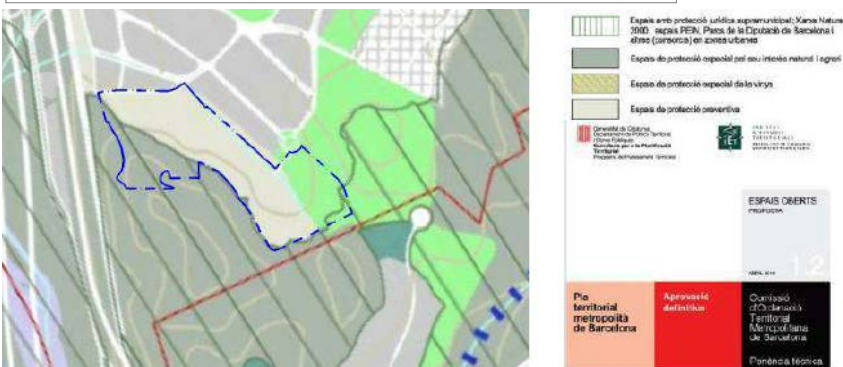 Espais amb protecció jurídica supramunicipal: Xarxa Natura
2000, espais PEIN, Parcs de la Diputació de Barcelona i
altres (consorcis) en zones urbanes
Espais de protecció especial pel seu interès natural i agrari
Espais de protecció especial de la vinya
Espais de protecció preventiva
Generalitat de Catalunya
Departament de Política Territorial
i Obres Públiques
Secretaria per a la Planificació
Territorial
Programa de Planejament Territorial
IET
ESPAIS OBERTS
PROPOSTA
1.2
Pla
territorial
metropolità
de Barcelona
Aprovació
definitiva
Comissió
d'Ordenació
Territorial
Metropolitana
de Barcelona
Ponència tècnica